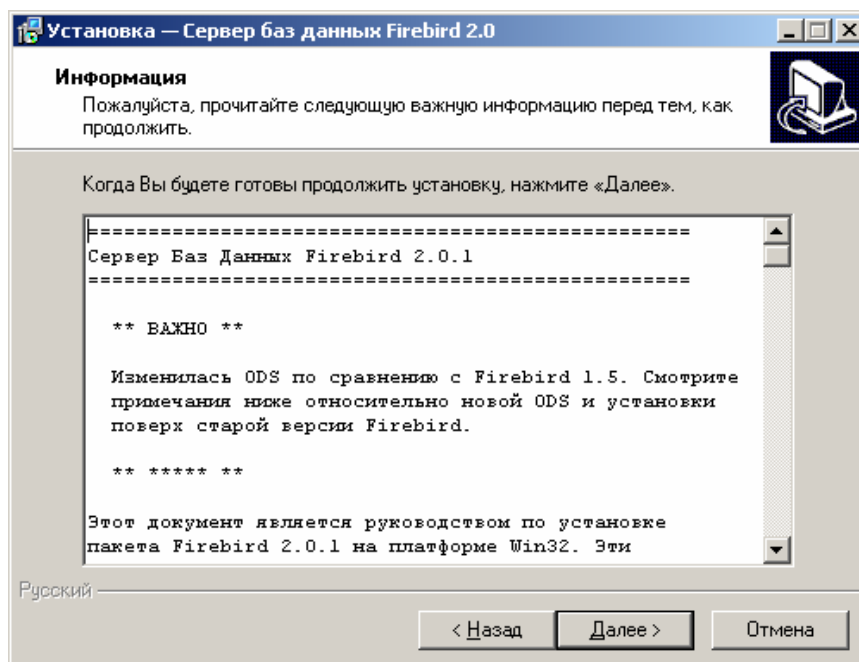 Установка — Сервер баз данных Firebird 2.0
Информация
Пожалуйста, прочитайте следующую важную информацию перед тем, как
продолжить.
Когда Вы будете готовы продолжить установку, нажмите «Далее».
==================================================
Сервер Баз Данных Firebird 2.0.1
==================================================
** ВАЖНО **
Изменилась ODS по сравнению с Firebird 1.5. Смотрите
примечания ниже относительно новой ODS и установки
поверх старой версии Firebird.
** ***** **
Этот документ является руководством по установке
пакета Firebird 2.0.1 на платформе Win32. Эти
Русский
< Назад
Далее >
Отмена